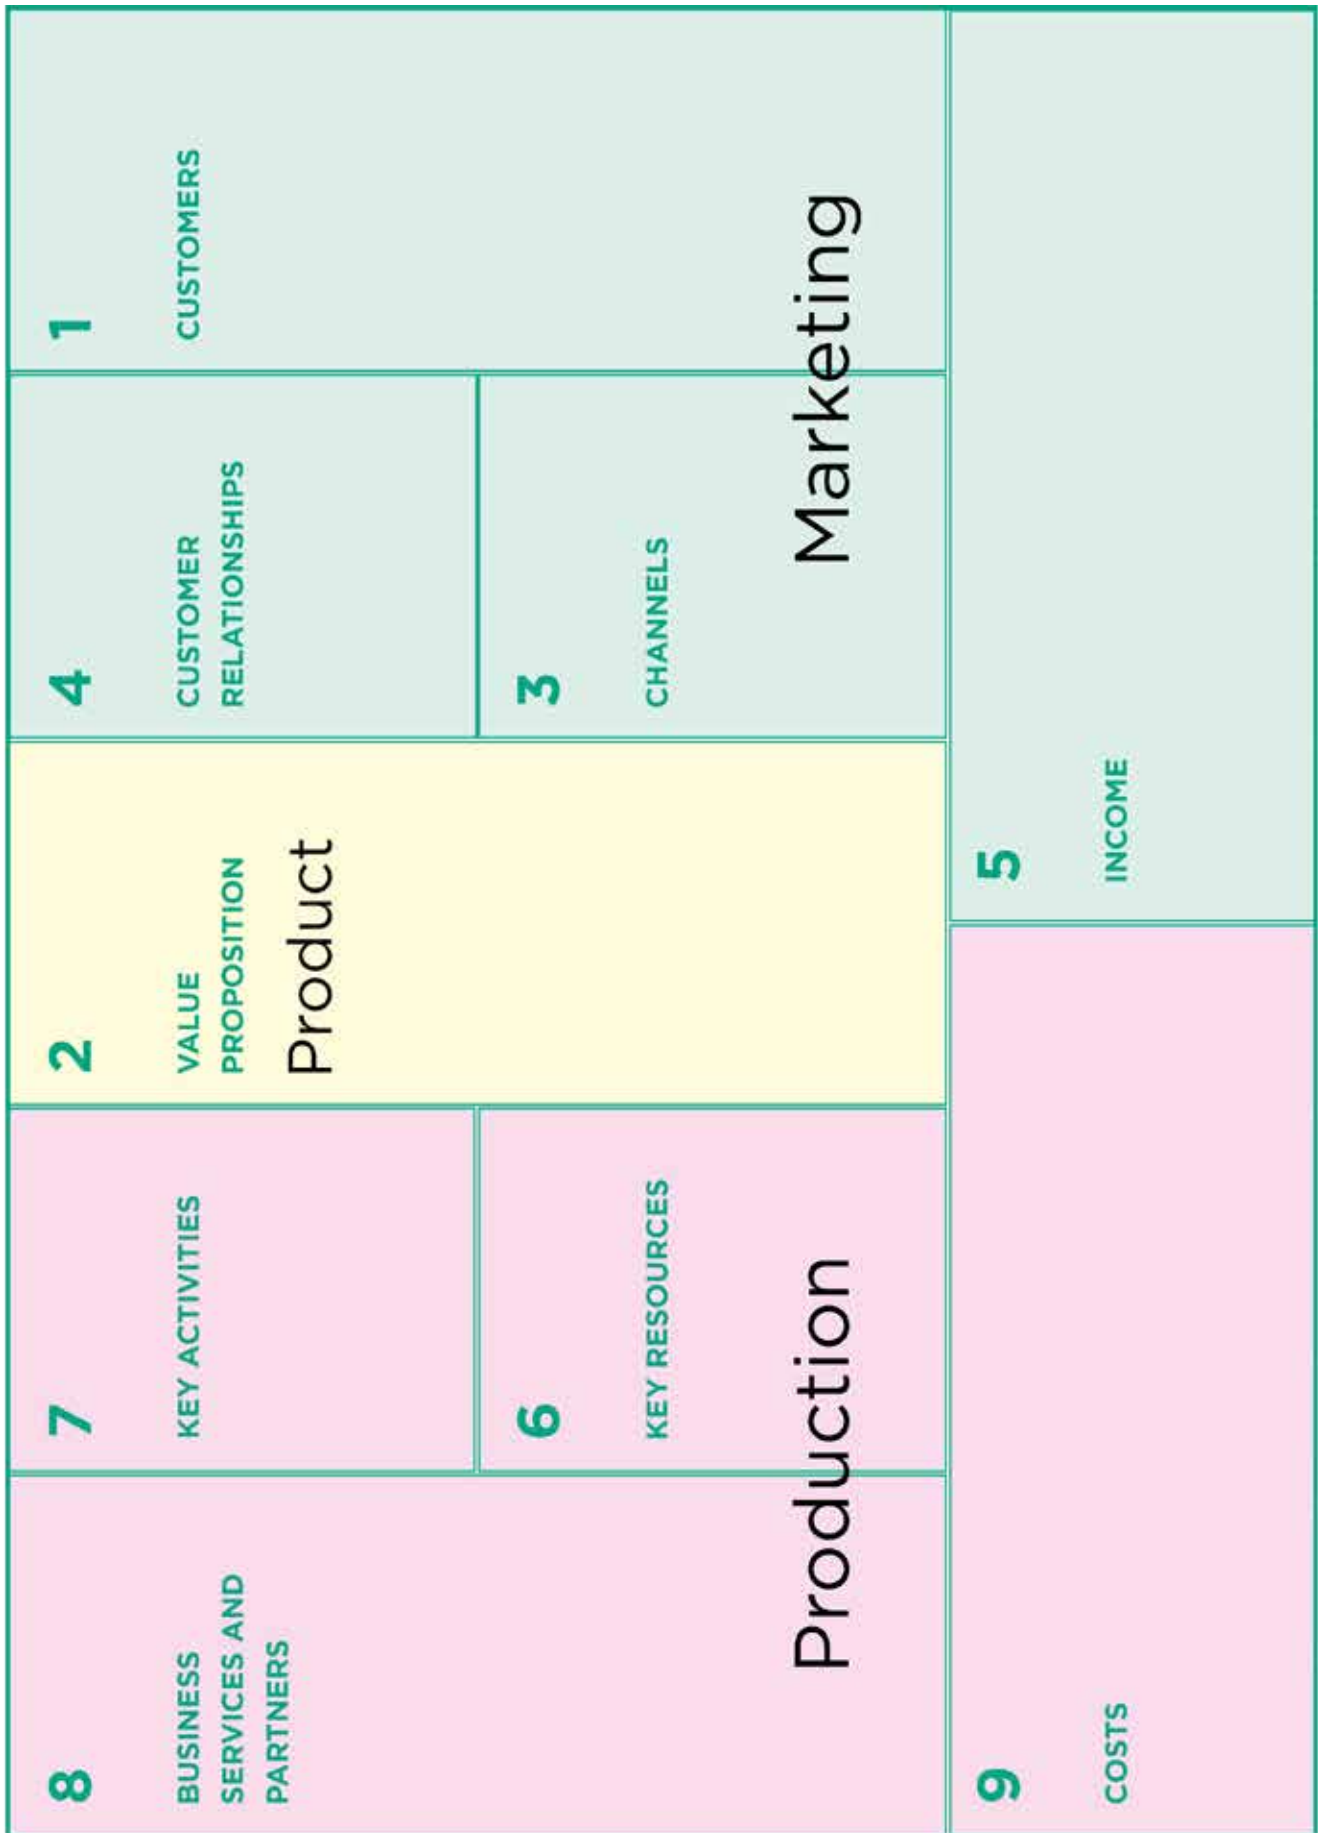 8
BUSINESS
SERVICES AND
PARTNERS
7
KEY ACTIVITIES
6
KEY RESOURCES
Production
2
VALUE
PROPOSITION
Product
4
CUSTOMER
RELATIONSHIPS
3
CHANNELS
1
CUSTOMERS
Marketing
9
COSTS
5
INCOME